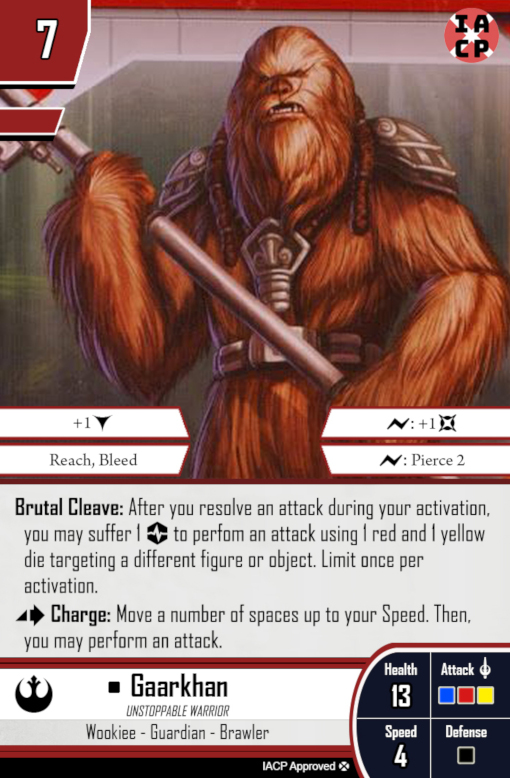 7
IA
CP
+1
: +1
Reach, Bleed
: Pierce 2
Brutal Cleave: After you resolve an attack during your activation,
you may suffer 1 to perfom an attack using 1 red and 1 yellow
die targeting a different figure or object. Limit once per
activation.
Charge: Move a number of spaces up to your Speed. Then,
you may perform an attack.
Gaarkhan
UNSTOPPABLE WARRIOR
Wookiee - Guardian - Brawler
Health
13
Attack
Speed
4
Defense
IACP Approved